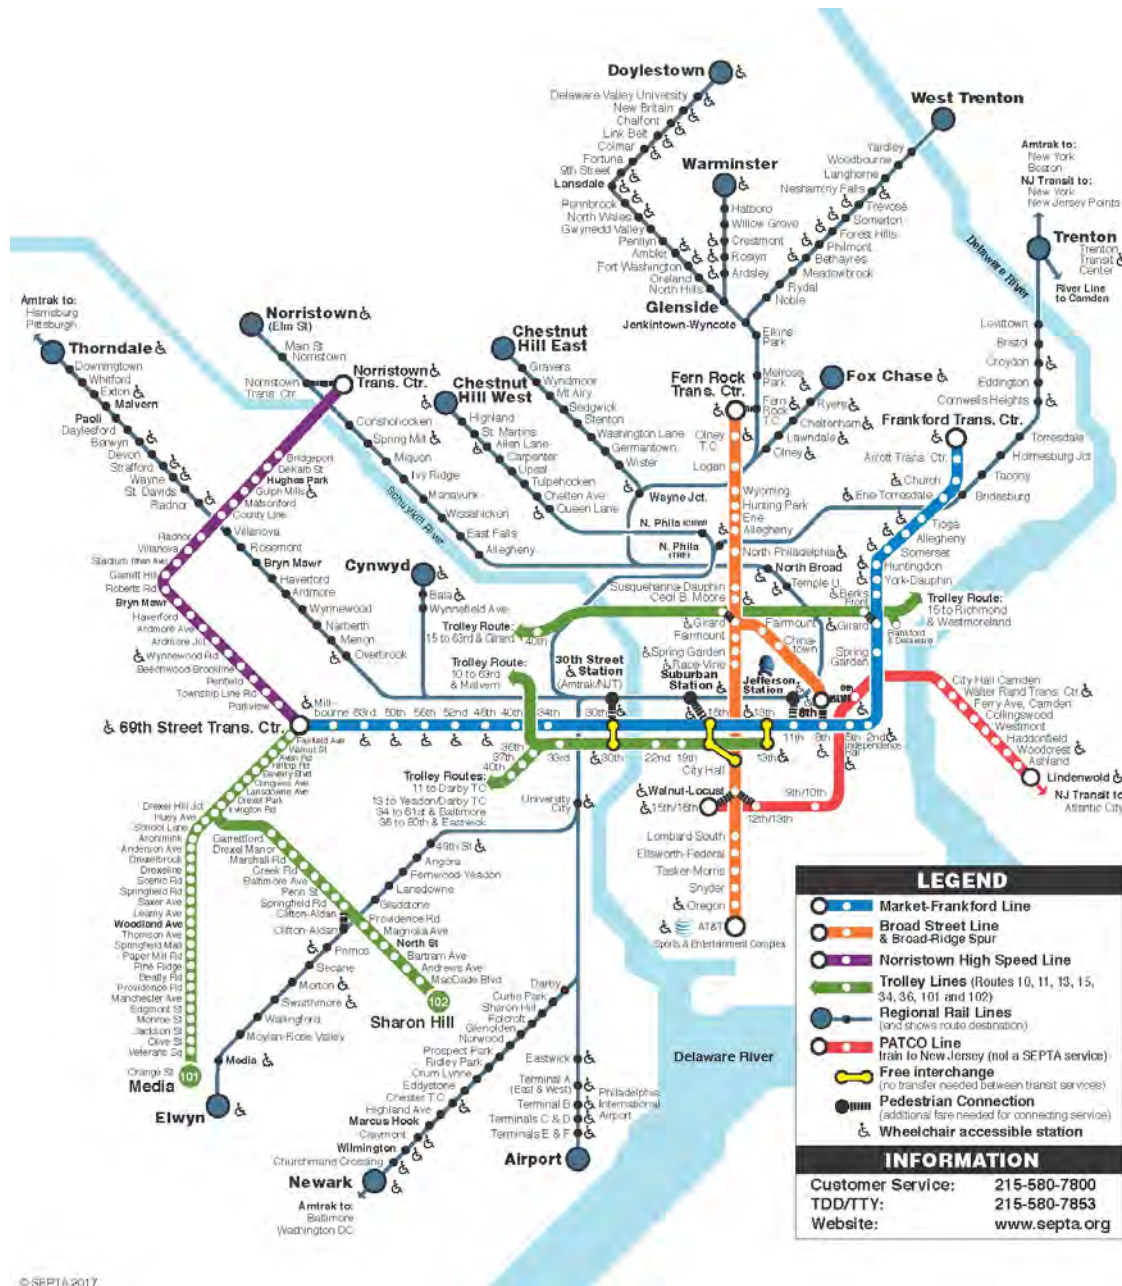 Doylestown
Delaware Valley University
New Britain
Chalfont
Link Belt
Colmar
Fortuna
9th Street
Lansdale
Pennbrook
North Wales
Gwynedd Valley
Penllyn
Ambler
Fort Washington
Oreland
North Hills
Glenside
Jenkintown-Wyncote
Warminster
Hatboro
Willow Grove
Crestmont
Roslyn
Ardsley
West Trenton
Yardley
Woodbourne
Langhorne
Neshaminy Falls
Trevose
Somerton
Forest Hills
Philmont
Bethayres
Meadowbrook
Rydal
Noble
Elkins
Park
Melrose
Park
Fern
Rock
T.C.
Amtrak to:
New York
Boston
NJ Transit to:
New York
New Jersey Points
Trenton
Trenton
Transit
Center
River Line
to Camden
Delaware River
Levittown
Bristol
Croydon
Eddington
Cornwells Heights
Torresdale
Holmesburg Jct
Tacony
Bridesburg
Amtrak to:
Harrisburg
Pittsburgh
Thorndale
Downingtown
Whitford
Exton
Malvern
Paoli
Daylesford
Berwyn
Devon
Strafford
Wayne
St. Davids
Radnor
Villanova
Rosemont
Bryn Mawr
Haverford
Ardmore
Wynnewood
Narberth
Merion
Overbrook
Norristown
(Elm St)
Main St
Norristown
Norristown
Trans. Ctr.
Norristown
Trans. Ctr.
Conshohocken
Spring Mill
Miquon
Ivy Ridge
Manayunk
Wissahickon
East Falls
Allegheny
Schuylkill River
Bridgeport
DeKalb St
Hughes Park
Gulph Mills
Matsonford
County Line
Radnor
Villanova
Garrett Hill
Roberts Rd
Bryn Mawr
Haverford
Ardmore Ave
Ardmore Jct
Wynnewood Rd
Beechwood-Brookline
Penfield
Township Line Rd
Parkview
69th Street Trans. Ctr.
Chestnut
Hill East
Gravers
Wyndmoor
Mt Airy
Sedgwick
Stenton
Washington Lane
Germantown
Wister
Wayne Jct.
Chestnut
Hill West
Highland
St. Martins
Allen Lane
Carpenter
Upsal
Tulpehocken
Chelten Ave
Queen Lane
N. Phila
N. Phila
Fox Chase
Ryers
Cheltenham
Lawndale
Olney
Fern Rock
Trans. Ctr.
Olney
T.C.
Logan
Wyoming
Hunting Park
Erie
Allegheny
North Philadelphia
North Broad
Temple U.
Susquehanna-Dauphin
Cecil B. Moore
Girard
Fairmount
Spring Garden
Race-Vine
Fairmount
China-
town
Frankford Trans. Ctr.
Arrott Trans. Ctr.
Church
Erie Torresdale
Tioga
Allegheny
Somerset
Huntingdon
York-Dauphin
Berks
Front
Girard
Spring
Garden
Trolley Route:
15 to Richmond
& Westmoreland
Frankford
& Delaware
Cynwyd
Bala
Wynnefield Ave
Trolley Route:
15 to 63rd & Girard
40th
Trolley Route:
10 to 63rd
& Malvern
30th Street
Station
(Amtrak/NJT)
Suburban
Station
Jefferson
Station
8th
Mill-
bourne
63rd
60th
56th
52nd
46th
40th
34th
30th
15th
13th
11th
8th
5th
Independence
Hall
2nd
36th
37th
40th
33rd
30th
22nd
19th
13th
City Hall
Trolley Routes:
11 to Darby TC
13 to Yeadon/Darby TC
34 to 61st & Baltimore
36 to 80th & Eastwick
University
City
Walnut-Locust
15th/16th
12th/13th
9th/10th
Lombard South
Ellsworth-Federal
Tasker-Morris
Snyder
Oregon
AT&T
Sports & Entertainment Complex
City Hall Camden
Walter Rand Trans. Ctr
Ferry Ave, Camden
Collingswood
Westmont
Haddonfield
Woodcrest
Ashland
Lindenwold
NJ Transit to
Atlantic City
Fairfield Ave
Walnut St
Avon Rd
Hilltop Rd
Beverly Blvd
Congress Ave
Lansdowne Ave
Drexel Park
Irvington Rd
Drexel Hill Jct
Huey Ave
School Lane
Aronimink
Anderson Ave
Drexelbrook
Drexeline
Scenic Rd
Springfield Rd
Saxer Ave
Leamy Ave
Woodland Ave
Thomson Ave
Springfield Mall
Paper Mill Rd
Pine Ridge
Beatty Rd
Providence Rd
Manchester Ave
Edgmont St
Monroe St
Jackson St
Olive St
Veterans Sq
Orange St
101
Media
Garrettford
Drexel Manor
Marshall Rd
Creek Rd
Baltimore Ave
Penn St
Springfield Rd
Clifton-Aldan
Clifton-Aldan
Providence Rd
Magnolia Ave
North St
Bartram Ave
Andrews Ave
MacDade Blvd
102
Sharon Hill
49th St
Angora
Fernwood-Yeadon
Lansdowne
Gladstone
Primos
Secane
Morton
Swarthmore
Wallingford
Moylan-Rose Valley
Media
Elwyn
Darby
Curtis Park
Sharon Hill
Folcroft
Glenolden
Norwood
Prospect Park
Ridley Park
Crum Lynne
Eddystone
Chester T.C.
Highland Ave
Marcus Hook
Claymont
Wilmington
Churchmans Crossing
Newark
Amtrak to:
Baltimore
Washington DC
Eastwick
Terminal A
(East & West)
Terminal B
Terminals C & D
Terminals E & F
Philadelphia
International
Airport
Airport
Delaware River
LEGEND
Market-Frankford Line
Broad Street Line
& Broad-Ridge Spur
Norristown High Speed Line
Trolley Lines (Routes 10, 11, 13, 15,
34, 36, 101 and 102)
Regional Rail Lines
(and shows route destination)
PATCO Line
train to New Jersey (not a SEPTA service)
Free interchange
(no transfer needed between transit services)
Pedestrian Connection
(additional fare needed for connecting service)
Wheelchair accessible station
INFORMATION
Customer Service: 215-580-7800
TDD/TTY: 215-580-7853
Website: www.septa.org
© SEPTA 2017